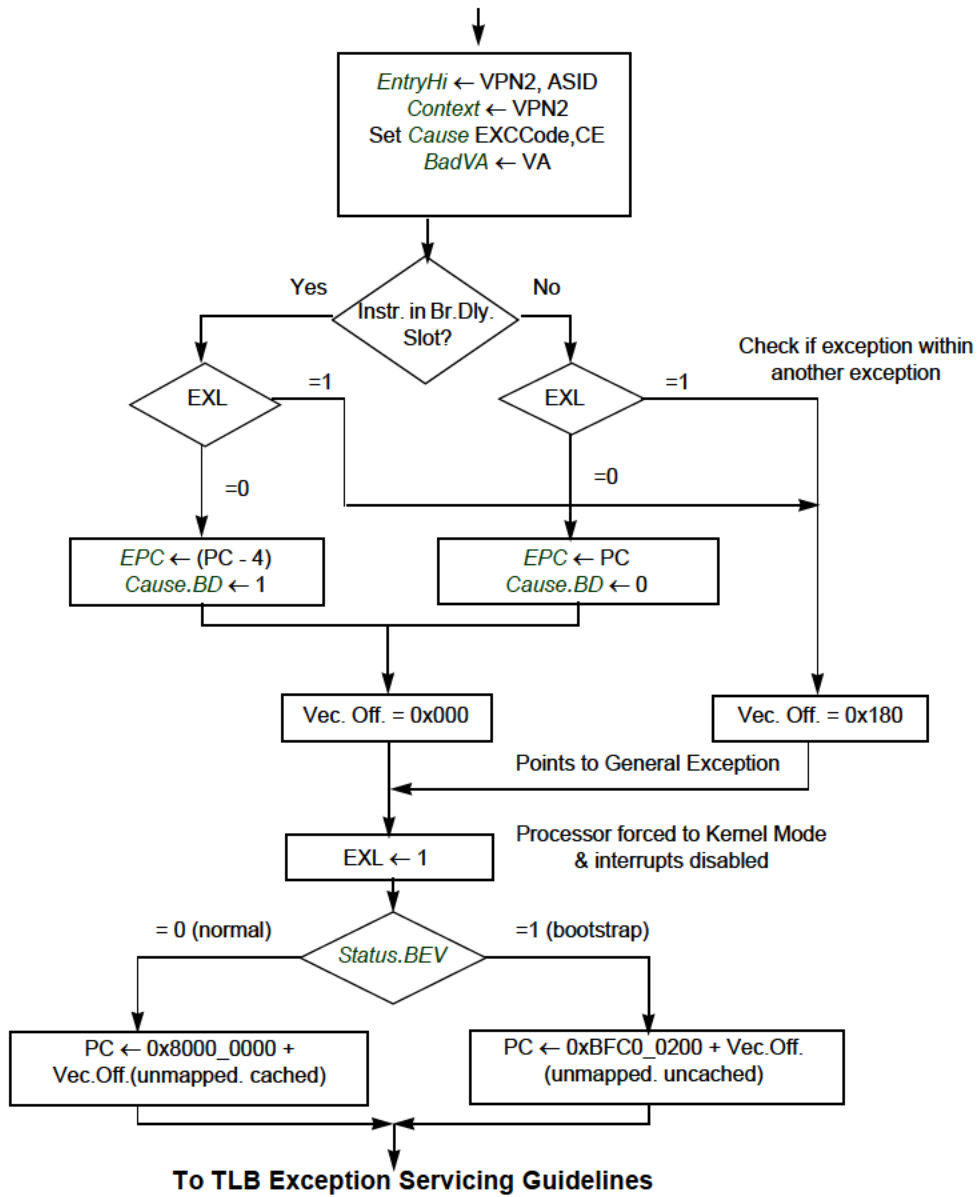 EntryHi ← VPN2, ASID
Context ← VPN2
Set Cause EXCCode,CE
BadVA ← VA
Yes
No
Instr. in Br.Dly.
Slot?
Check if exception within
another exception
EXL
=1
EXL
=1
=0
=0
EPC ← (PC - 4)
Cause.BD ← 1
EPC ← PC
Cause.BD ← 0
Vec. Off. = 0x000
Vec. Off. = 0x180
Points to General Exception
Processor forced to Kernel Mode
& interrupts disabled
EXL ← 1
= 0 (normal)
=1 (bootstrap)
Status.BEV
PC ← 0x8000_0000 +
Vec.Off.(unmapped. cached)
PC ← 0xBFC0_0200 + Vec.Off.
(unmapped. uncached)
To TLB Exception Servicing Guidelines